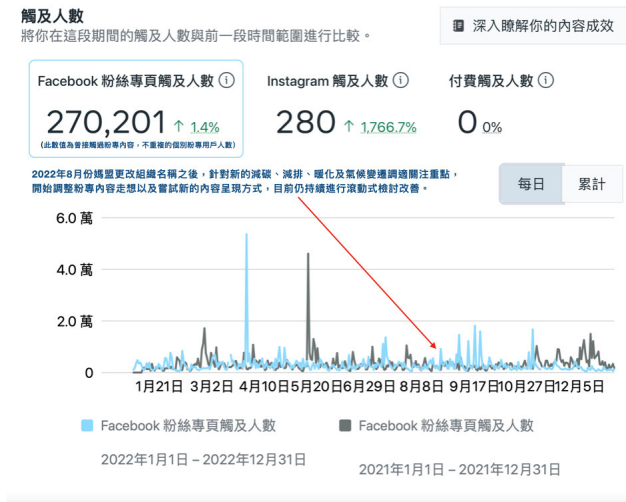 觸及人數
將你在這段期間的觸及人數與前一段時間範圍進行比較。
深入瞭解你的內容成效
Facebook 粉絲專頁觸及人數
Instagram 觸及人數
付費觸及人數
270,201 ↑ 1.4%
280 ↑ 1,766.7%
0 0%
(此數值為曾接觸過粉專內容，不重複的個別粉專用戶人數)
2022年8月份媽盟更改組織名稱之後，針對新的減碳、減排、暖化及氣候變遷調適關注重點，
開始調整粉專內容走想以及嘗試新的內容呈現方式，目前仍持續進行滾動式檢討改善。
每日
累計
6.0 萬
4.0 萬
2.0 萬
0
1月21日 3月2日 4月10日 5月20日 6月29日 8月8日 9月17日 10月27日 12月5日
Facebook 粉絲專頁觸及人數
2022年1月1日 – 2022年12月31日
Facebook 粉絲專頁觸及人數
2021年1月1日 – 2021年12月31日